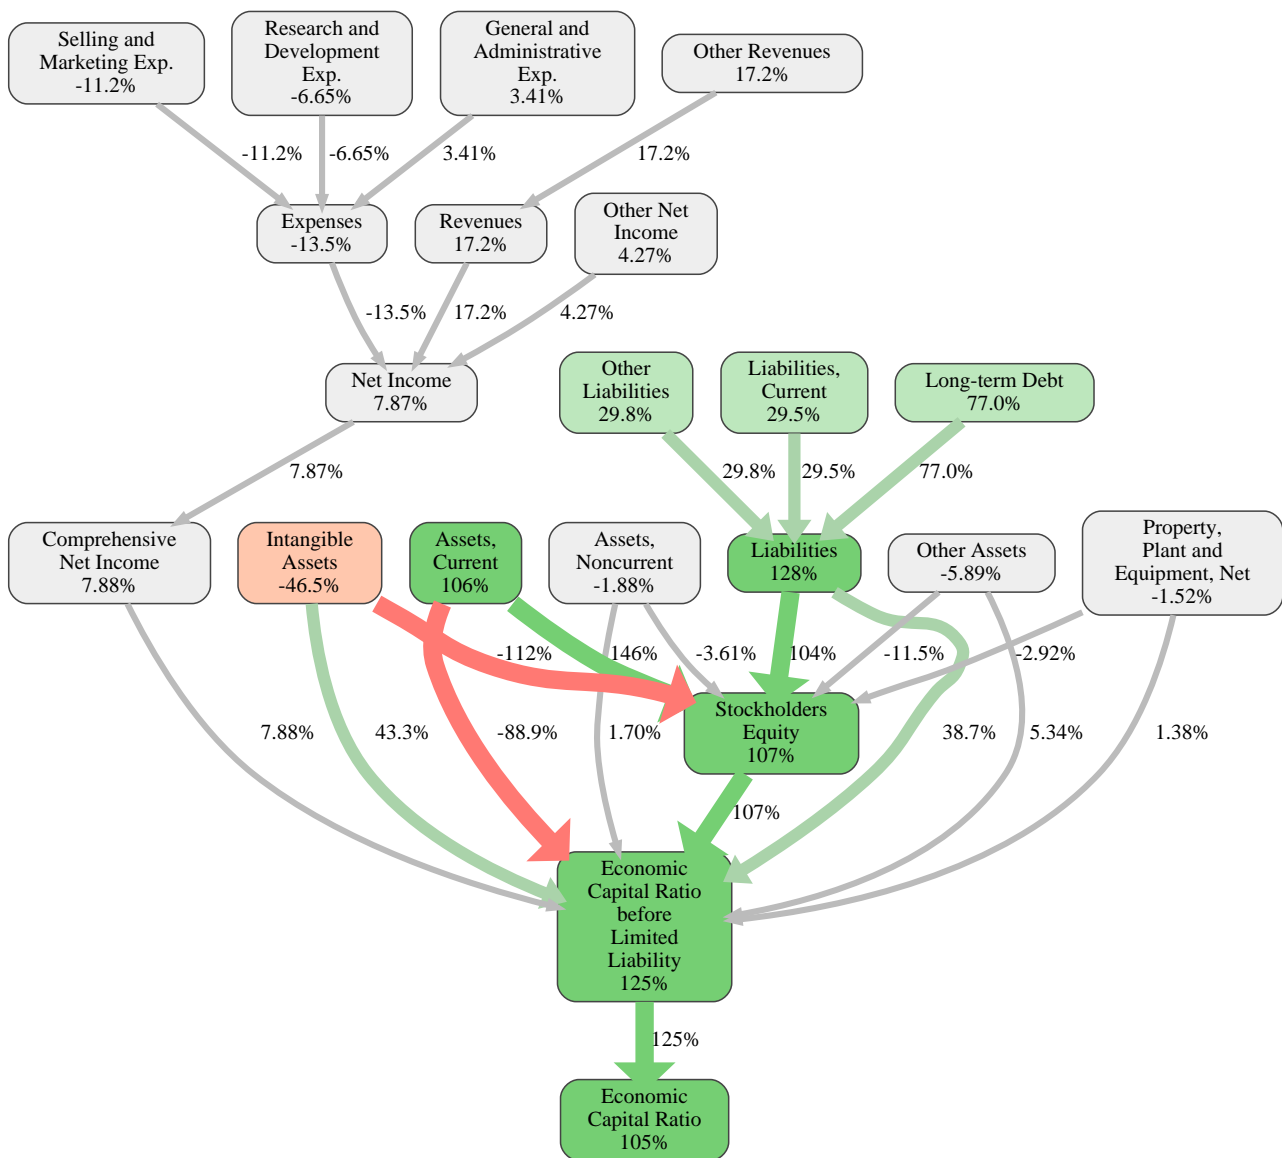 Selling and
Marketing Exp.
-11.2%
Research and
Development
Exp.
-6.65%
General and
Administrative
Exp.
3.41%
Other Revenues
17.2%
-11.2%
-6.65%
3.41%
17.2%
Expenses
-13.5%
Revenues
17.2%
Other Net
Income
4.27%
-13.5%
17.2%
4.27%
Net Income
7.87%
Other
Liabilities
29.8%
Liabilities,
Current
29.5%
Long-term Debt
77.0%
7.87%
29.8%
29.5%
77.0%
Comprehensive
Net Income
7.88%
Intangible
Assets
-46.5%
Assets,
Current
106%
Assets,
Noncurrent
-1.88%
Liabilities
128%
Other Assets
-5.89%
Property,
Plant and
Equipment, Net
-1.52%
-112%
146%
-3.61%
104%
-11.5%
-2.92%
Stockholders
Equity
107%
7.88%
43.3%
-88.9%
1.70%
38.7%
5.34%
1.38%
107%
Economic
Capital Ratio
before
Limited
Liability
125%
125%
Economic
Capital Ratio
105%